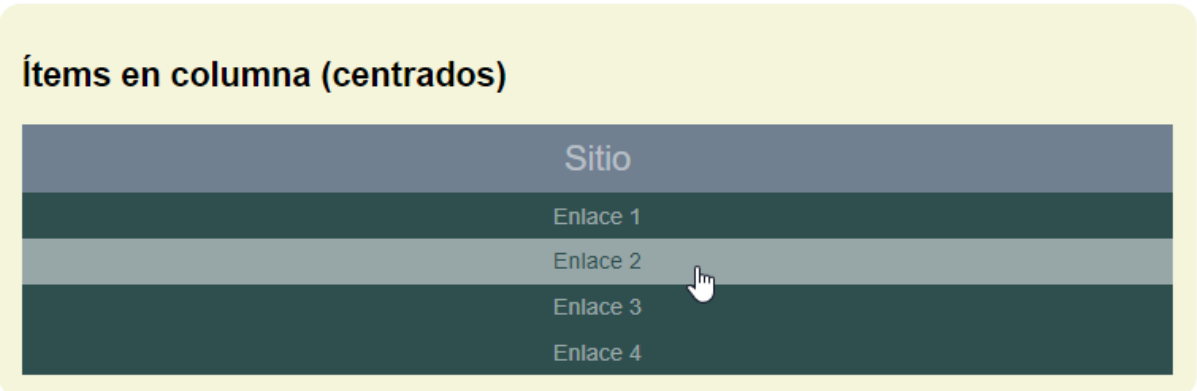 Ítems en columna (centrados)
Sitio
Enlace 1
Enlace 2
Enlace 3
Enlace 4